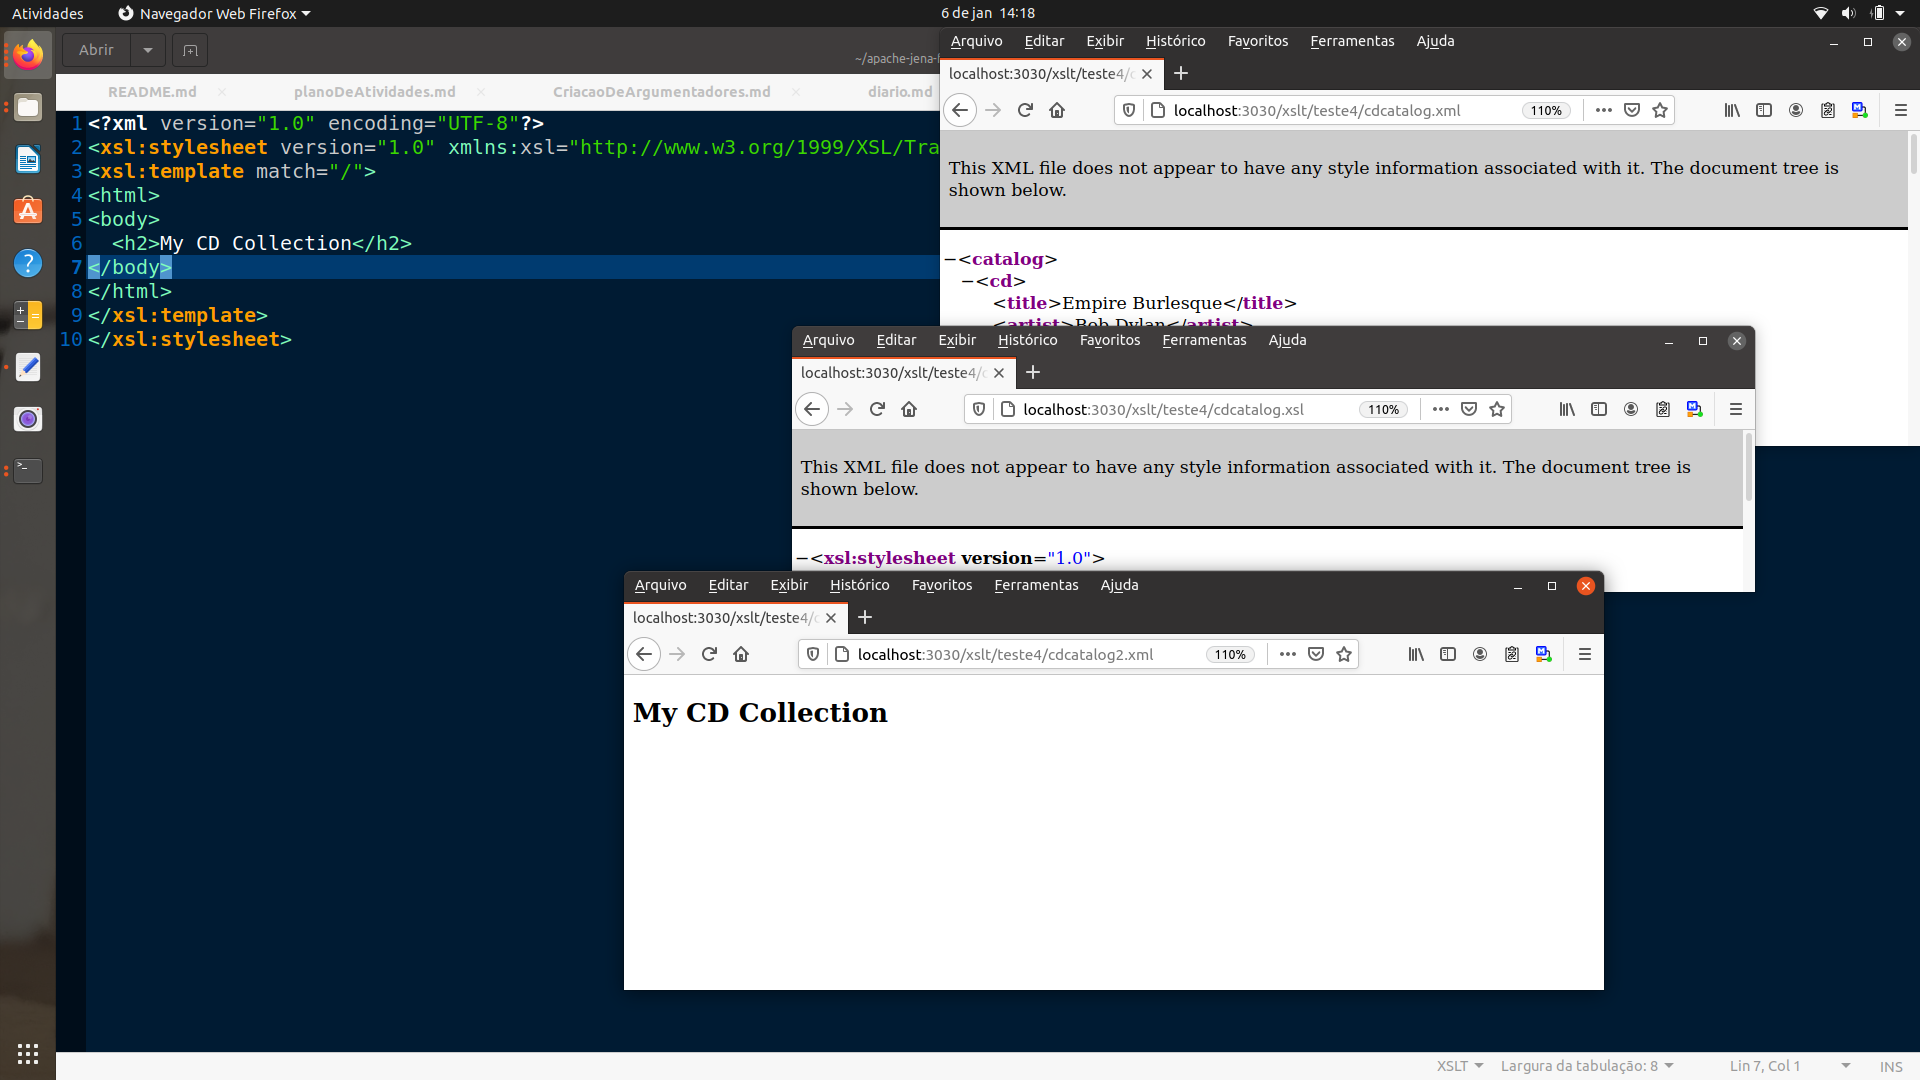 Atividades
Navegador Web Firefox
6 de jan 14:18
Abrir
~/apache-jena-
README.md
planoDeAtividades.md
CriacaoDeArgumentadores.md
diario.md
1 <?xml version="1.0" encoding="UTF-8"?>
2 <xsl:stylesheet version="1.0" xmlns:xsl="http://www.w3.org/1999/XSL/Tra
3 <xsl:template match="/">
4 <html>
5 <body>
6 <h2>My CD Collection</h2>
7 </body>
8 </html>
9 </xsl:template>
10 </xsl:stylesheet>
Arquivo Editar Exibir Histórico Favoritos Ferramentas Ajuda
localhost:3030/xslt/teste4/c
localhost:3030/xslt/teste4/cdcatalog.xml
110%
This XML file does not appear to have any style information associated with it. The document tree is
shown below.
−<catalog>
−<cd>
<title>Empire Burlesque</title>
<artist>Bob Dylan</artist>
Arquivo Editar Exibir Histórico Favoritos Ferramentas Ajuda
localhost:3030/xslt/teste4/c
localhost:3030/xslt/teste4/cdcatalog.xsl
110%
This XML file does not appear to have any style information associated with it. The document tree is
shown below.
−<xsl:stylesheet version="1.0">
Arquivo Editar Exibir Histórico Favoritos Ferramentas Ajuda
localhost:3030/xslt/teste4/c
localhost:3030/xslt/teste4/cdcatalog2.xml
110%
My CD Collection
XSLT
Largura da tabulação: 8
Lin 7, Col 1
INS